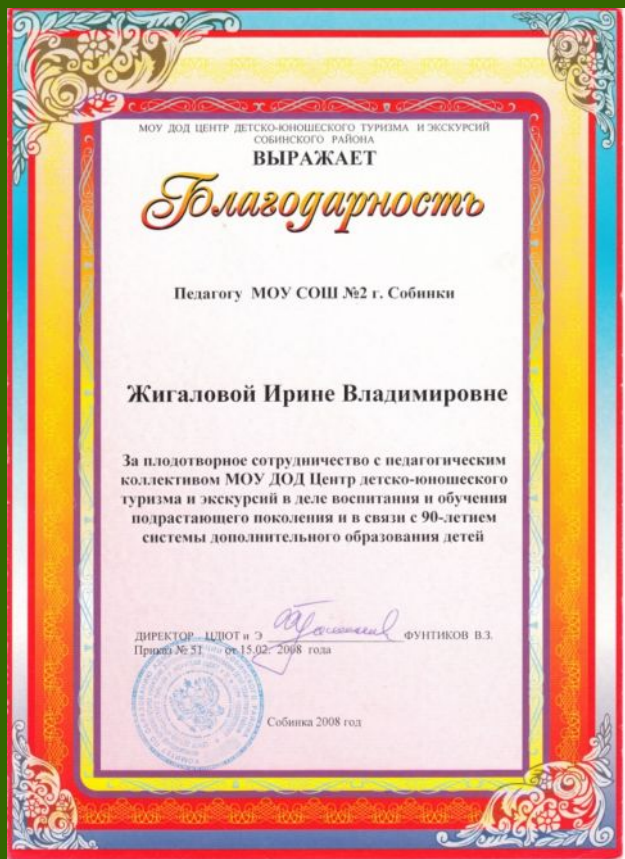 МОУ ДОД ЦЕНТР ДЕТСКО-ЮНОШЕСКОГО ТУРИЗМА И ЭКСКУРСИЙ
СОБИНСКОГО РАЙОНА
ВЫРАЖАЕТ
Благодарность
Педагогу МОУ СОШ №2 г. Собинки
Жигаловой Ирине Владимировне
За плодотворное сотрудничество с педагогическим
коллективом МОУ ДОД Центр детско-юношеского
туризма и экскурсий в деле воспитания и обучения
подрастающего поколения и в связи с 90-летием
системы дополнительного образования детей
ДИРЕКТОР ЦДЮТ и Э ФУНТИКОВ В.З.
Приказ № 51 от 15.02. 2008 года
Собинка 2008 год